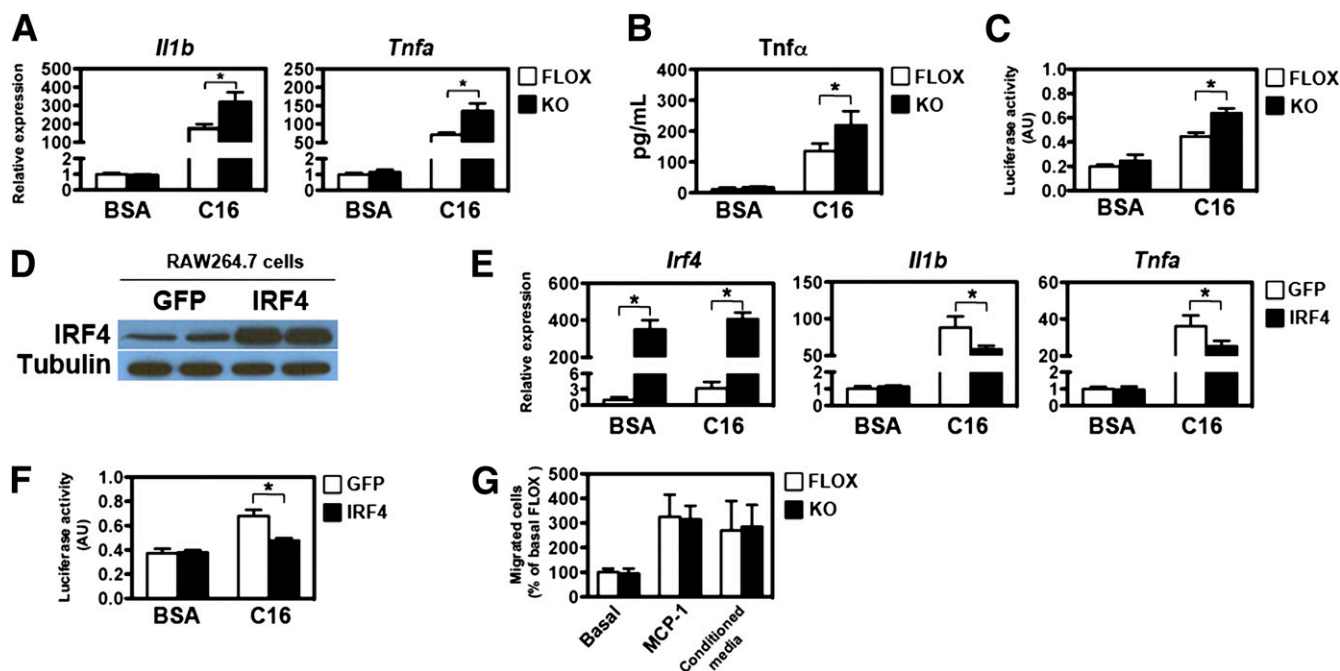 A
Il1b
Tnfa
Relative expression
500
400
300
200
100
2
1
0
*
BSA
C16
250
200
150
100
50
2
1
0
*
BSA
C16
FLOX
KO
B
Tnfα
pg/mL
400
300
200
100
0
*
BSA
C16
FLOX
KO
C
Luciferase activity
(AU)
1.0
0.8
0.6
0.4
0.2
0.0
*
BSA
C16
FLOX
KO
D
RAW264.7 cells
GFP IRF4
IRF4
Tubulin
E
Irf4
Il1b
Tnfa
Relative expression
600
400
200
6
3
0
*
*
BSA
C16
100
50
2
1
0
*
BSA
C16
60
40
20
2
1
0
*
BSA
C16
GFP
IRF4
F
Luciferase activity
(AU)
1.0
0.8
0.6
0.4
0.2
0.0
*
BSA
C16
GFP
IRF4
G
Migrated cells
(% of basal FLOX )
500
400
300
200
100
0
Basal
MCP-1
Conditioned
media
FLOX
KO